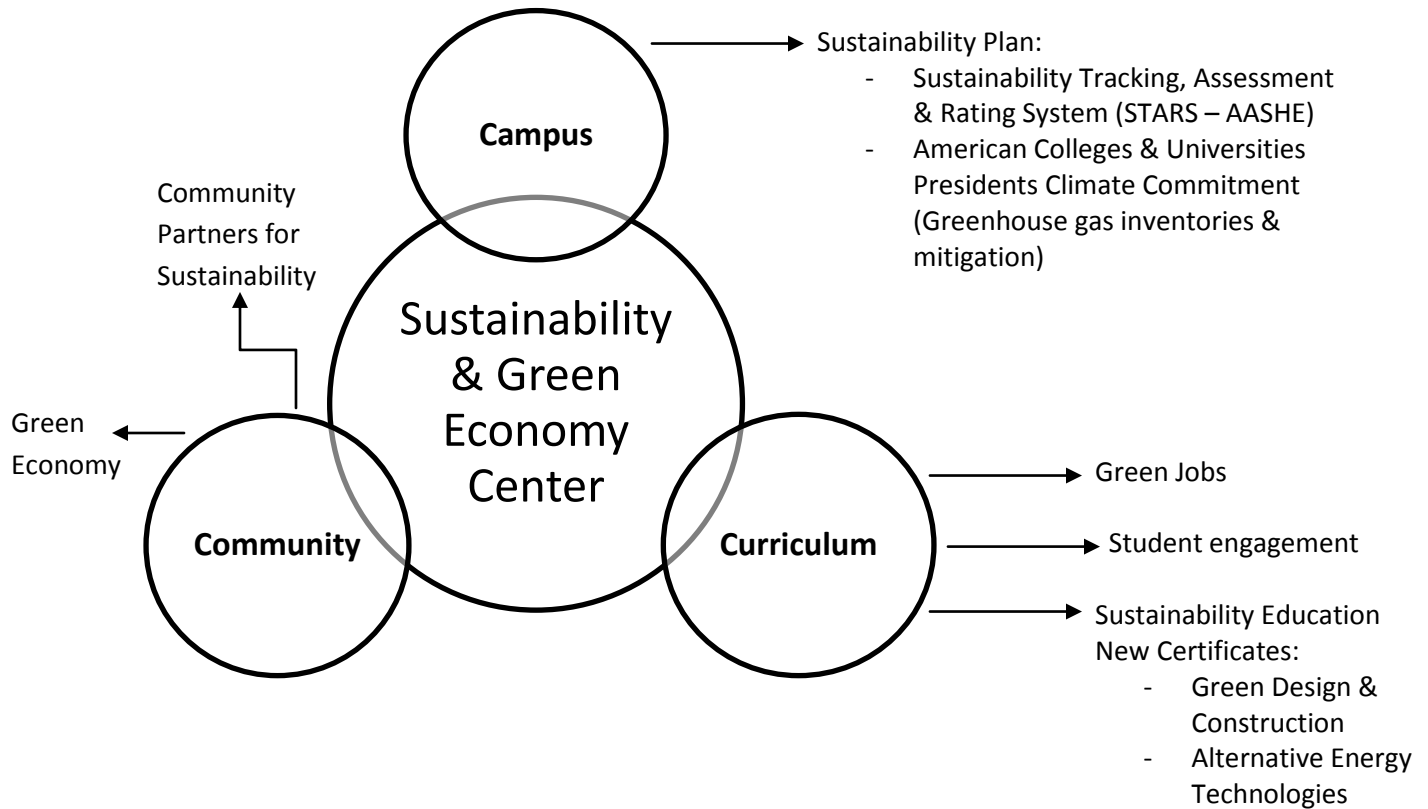 Campus
Sustainability Plan:
- Sustainability Tracking, Assessment
& Rating System (STARS – AASHE)
- American Colleges & Universities
Presidents Climate Commitment
(Greenhouse gas inventories &
mitigation)
Community
Partners for
Sustainability
Sustainability
& Green
Economy
Center
Green
Economy
Community
Curriculum
Green Jobs
Student engagement
Sustainability Education
New Certificates:
- Green Design &
Construction
- Alternative Energy
Technologies